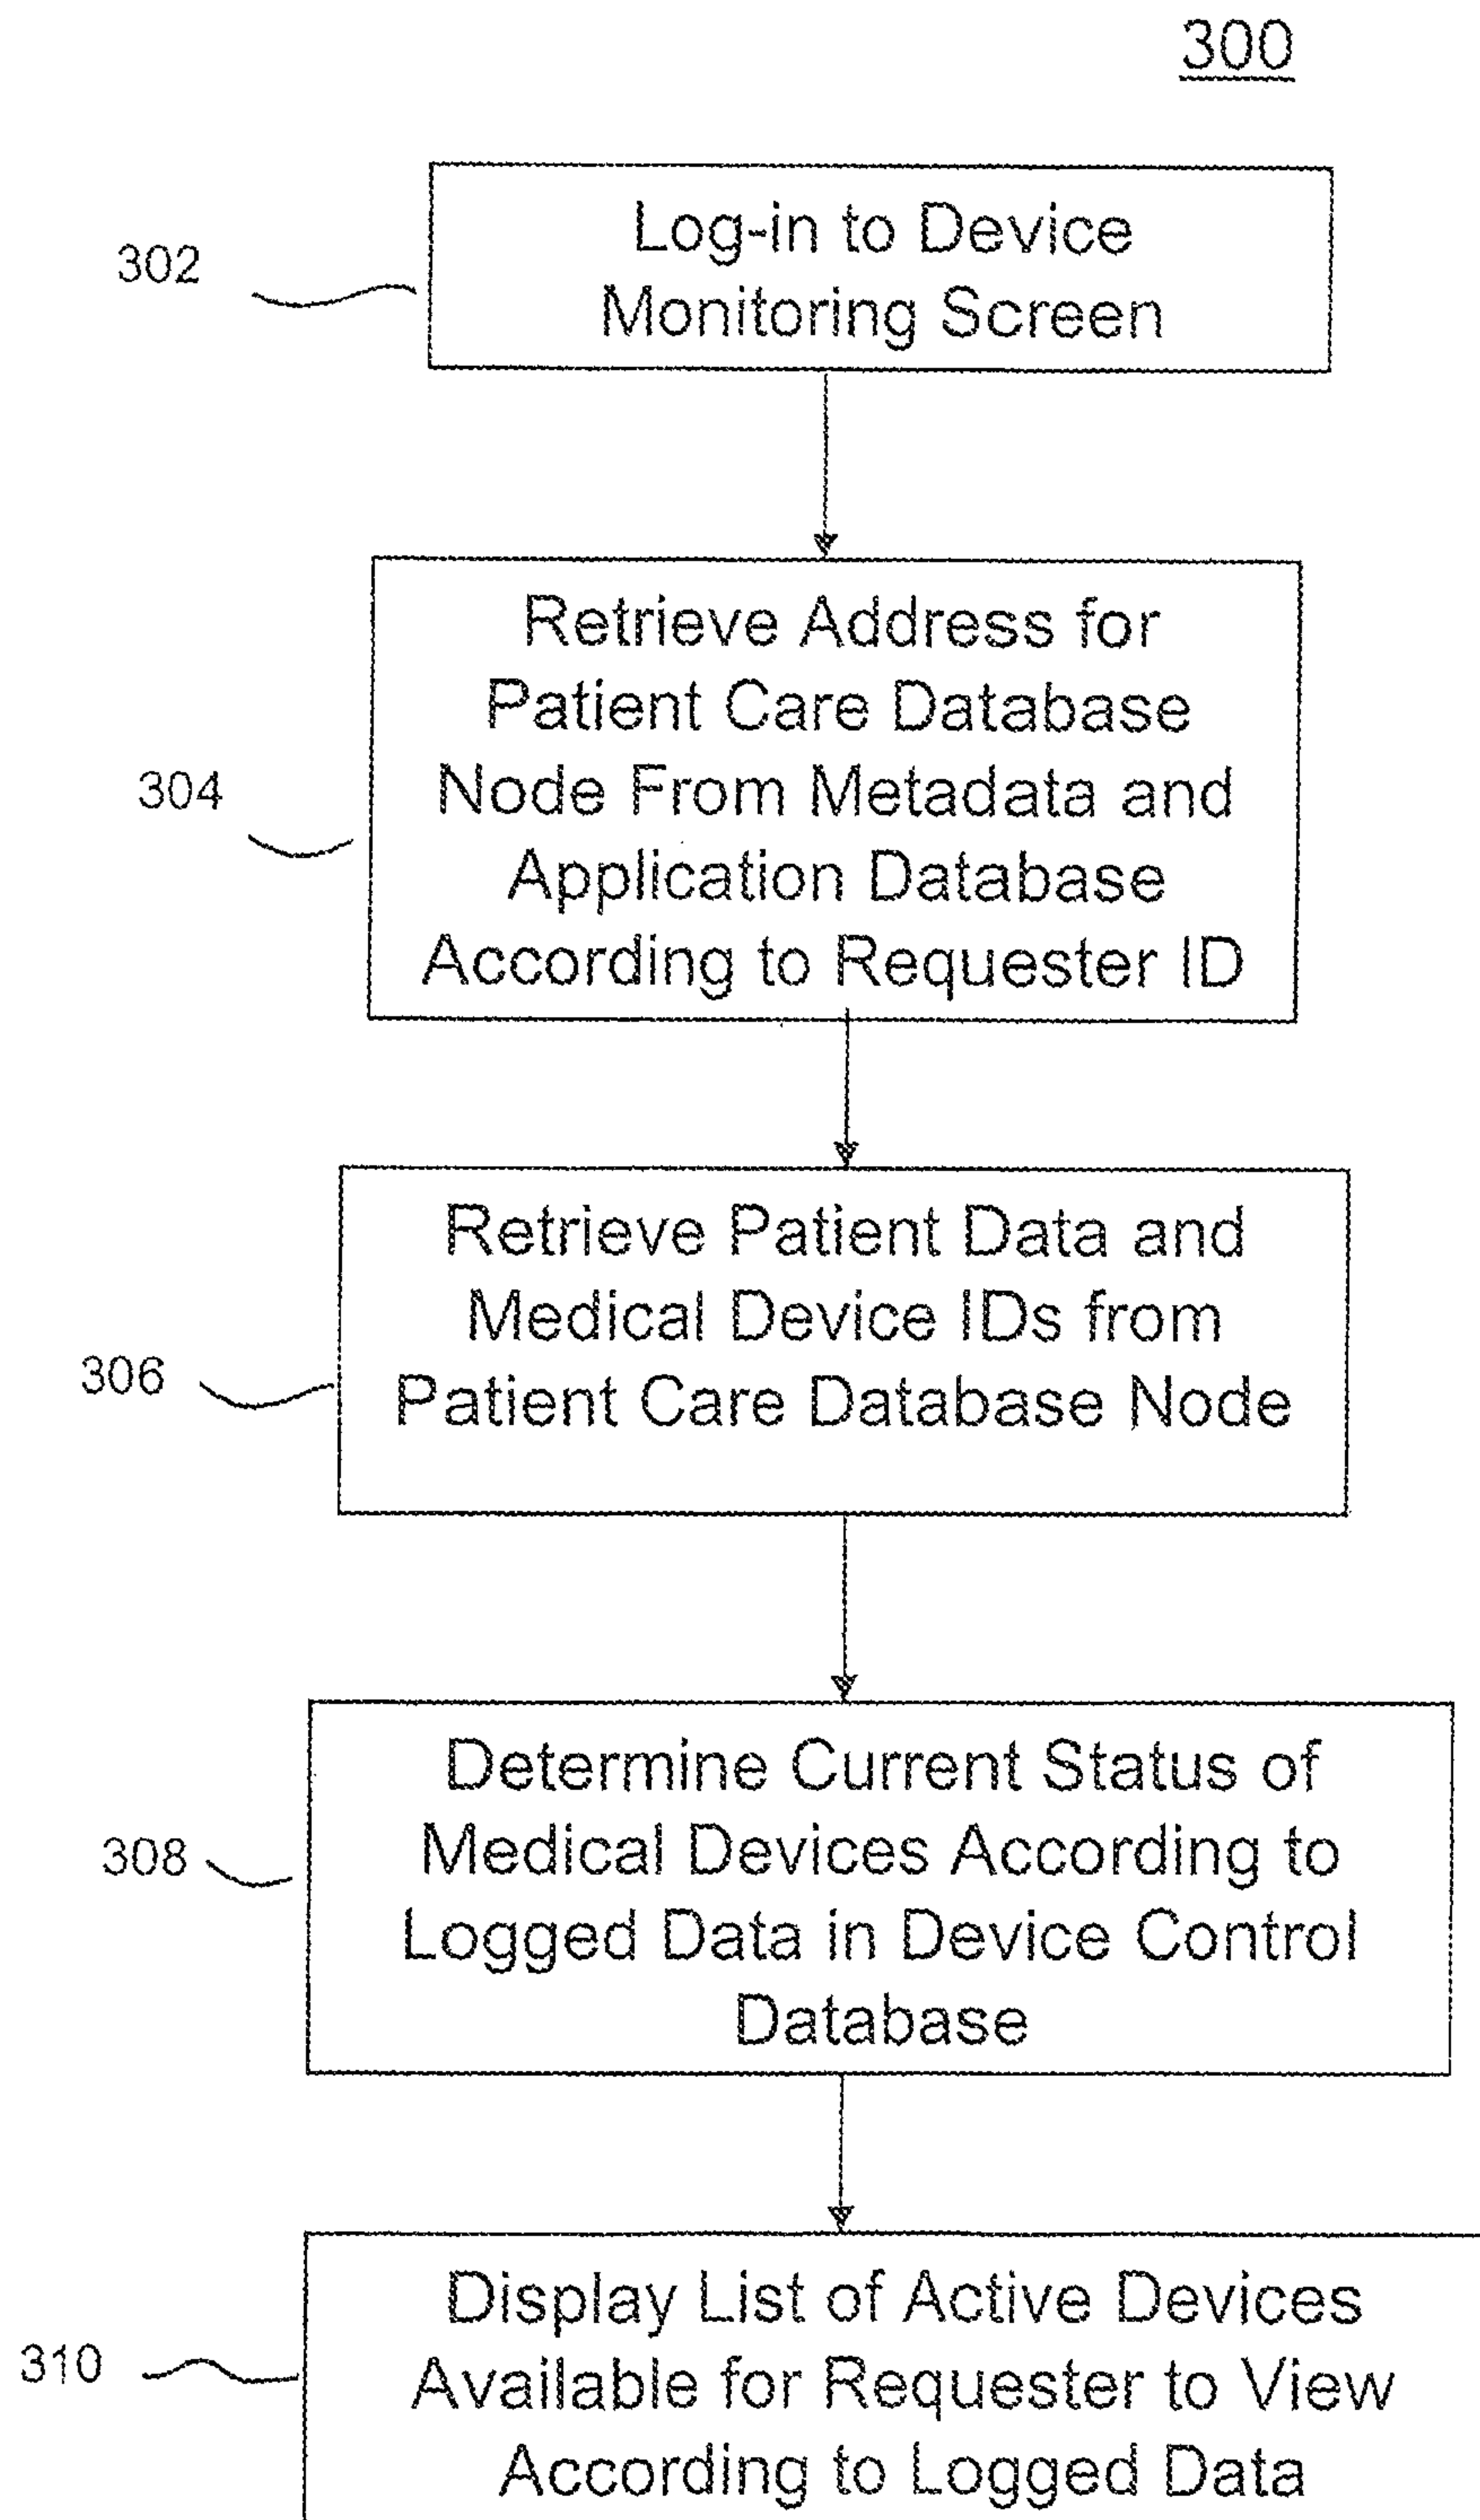 300
302
Log-in to Device
Monitoring Screen
304
Retrieve Address for
Patient Care Database
Node From Metadata and
Application Database
According to Requester ID
306
Retrieve Patient Data and
Medical Device IDs from
Patient Care Database Node
308
Determine Current Status of
Medical Devices According to
Logged Data in Device Control
Database
310
Display List of Active Devices
Available for Requester to View
According to Logged Data